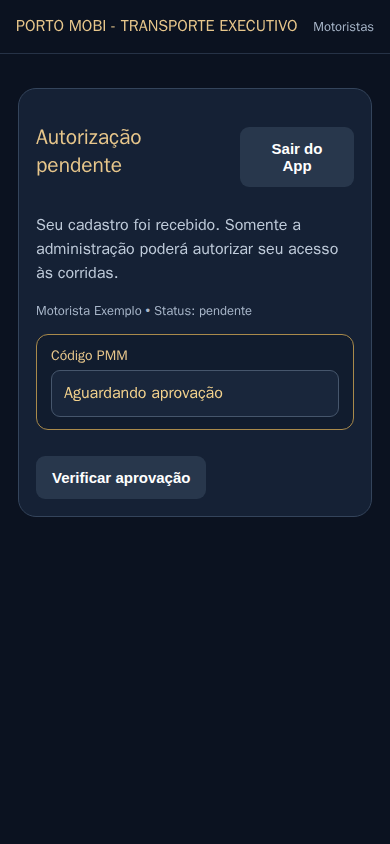 PORTO MOBI - TRANSPORTE EXECUTIVO
Motoristas
Autorização
pendente
Sair do
App
Seu cadastro foi recebido. Somente a
administração poderá autorizar seu acesso
às corridas.
Motorista Exemplo • Status: pendente
Código PMM
Aguardando aprovação
Verificar aprovação